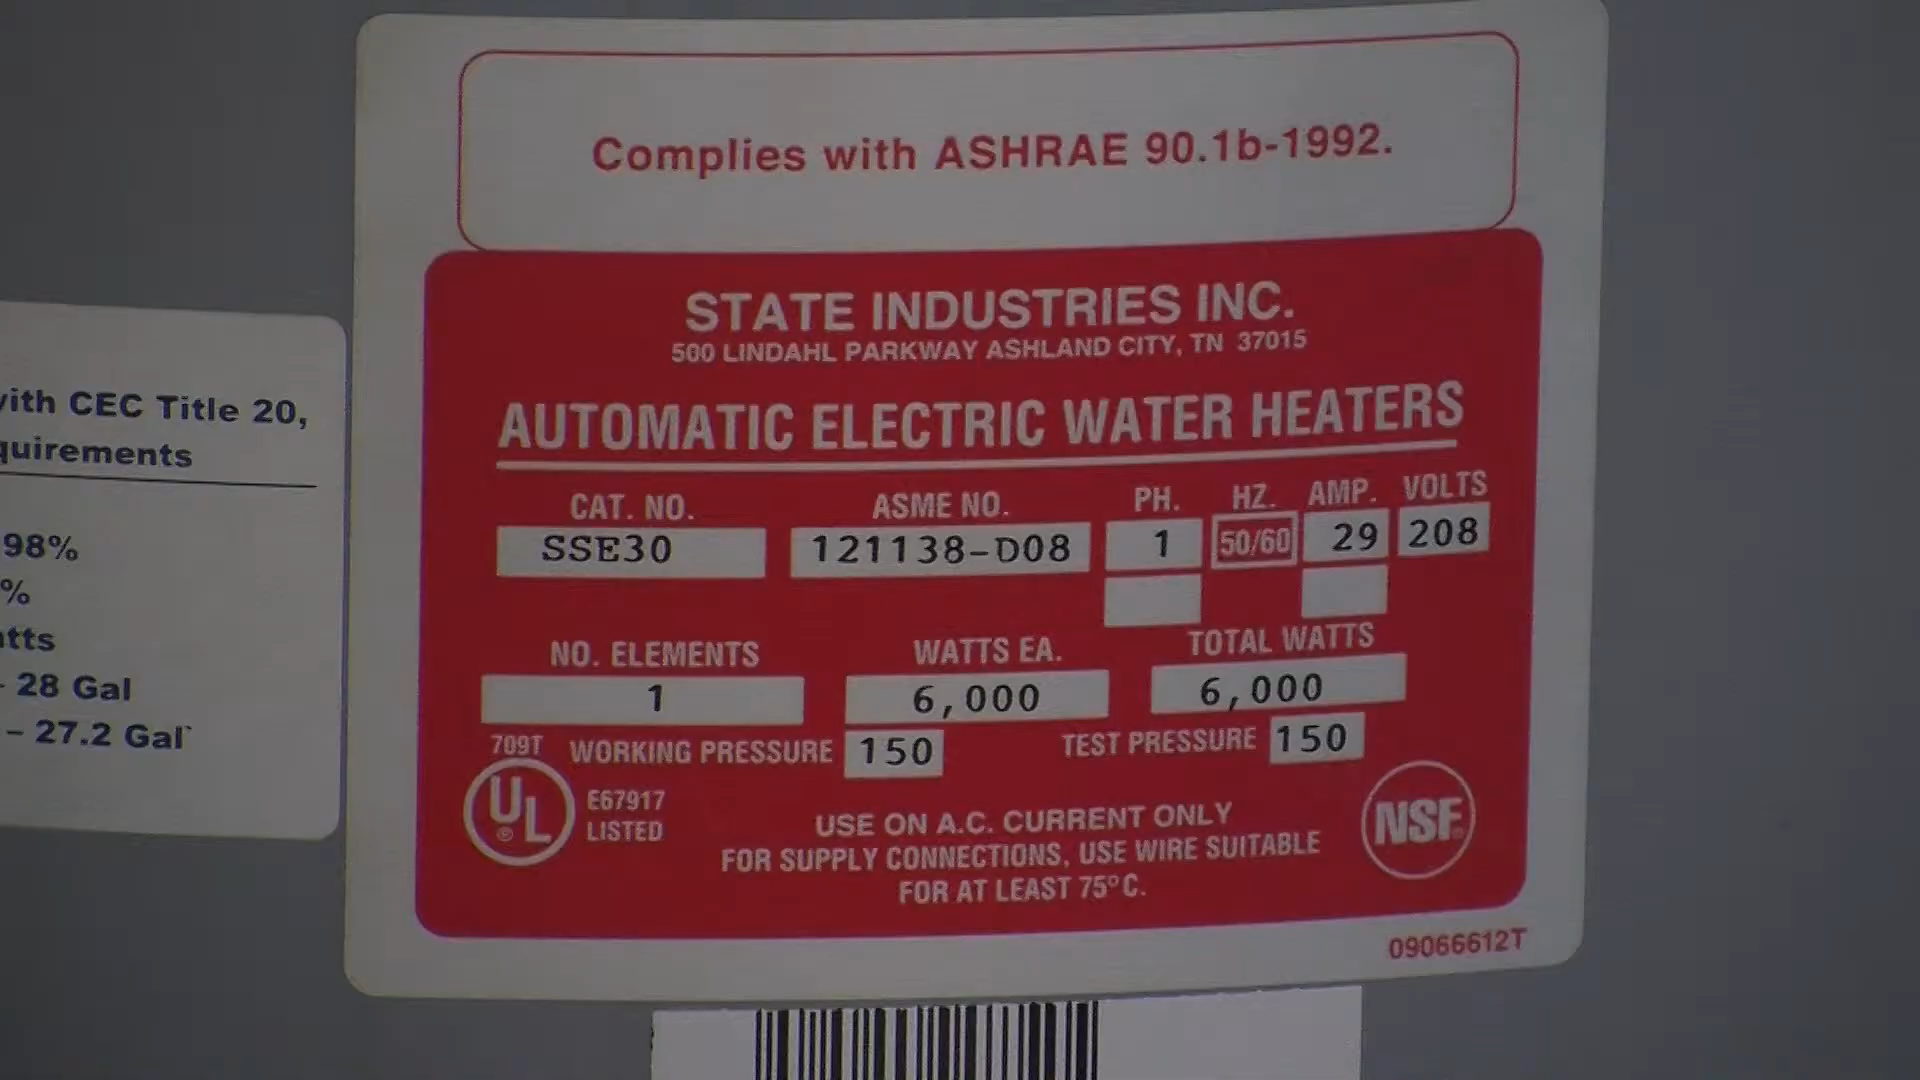 Complies with ASHRAE 90.1b-1992.
STATE INDUSTRIES INC.
500 LINDAHL PARKWAY ASHLAND CITY, TN 37015
AUTOMATIC ELECTRIC WATER HEATERS
CAT. NO. ASME NO. PH. HZ. AMP. VOLTS
SSE30 121138-D08 1 50/60 29 208
NO. ELEMENTS WATTS EA. TOTAL WATTS
1 6,000 6,000
709T WORKING PRESSURE 150 TEST PRESSURE 150
UL E67917
LISTED
USE ON A.C. CURRENT ONLY
FOR SUPPLY CONNECTIONS, USE WIRE SUITABLE
FOR AT LEAST 75°C.
NSF
09066612T
CEC Title 20,
98%
%
- 28 Gal
– 27.2 Gal